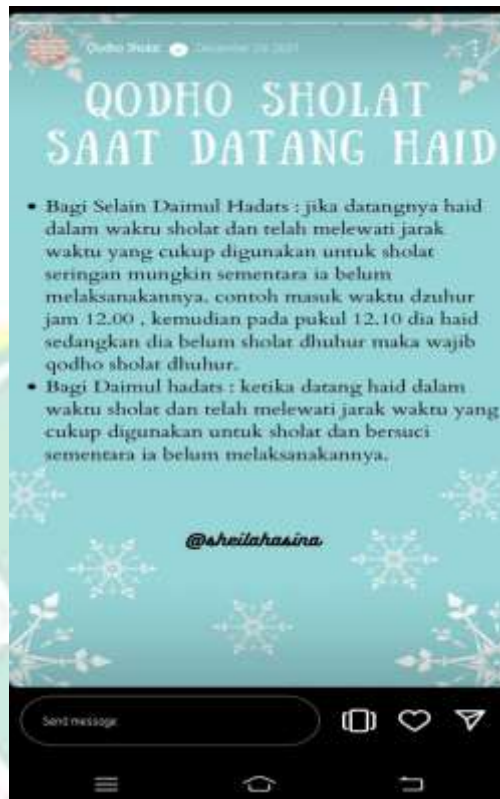 Qodho Sholat December 24, 2021
QODHO SHOLAT
SAAT DATANG HAID
• Bagi Selain Daimul Hadats : jika datangnya haid
dalam waktu sholat dan telah melewati jarak
waktu yang cukup digunakan untuk sholat
seringan mungkin sementara ia belum
melaksanakannya. contoh masuk waktu dzuhur
jam 12.00 , kemudian pada pukul 12.10 dia haid
sedangkan dia belum sholat dhuhur maka wajib
qodho sholat dhuhur.
• Bagi Daimul hadats : ketika datang haid dalam
waktu sholat dan telah melewati jarak waktu yang
cukup digunakan untuk sholat dan bersuci
sementara ia belum melaksanakannya.
@sheilahasina
Send message